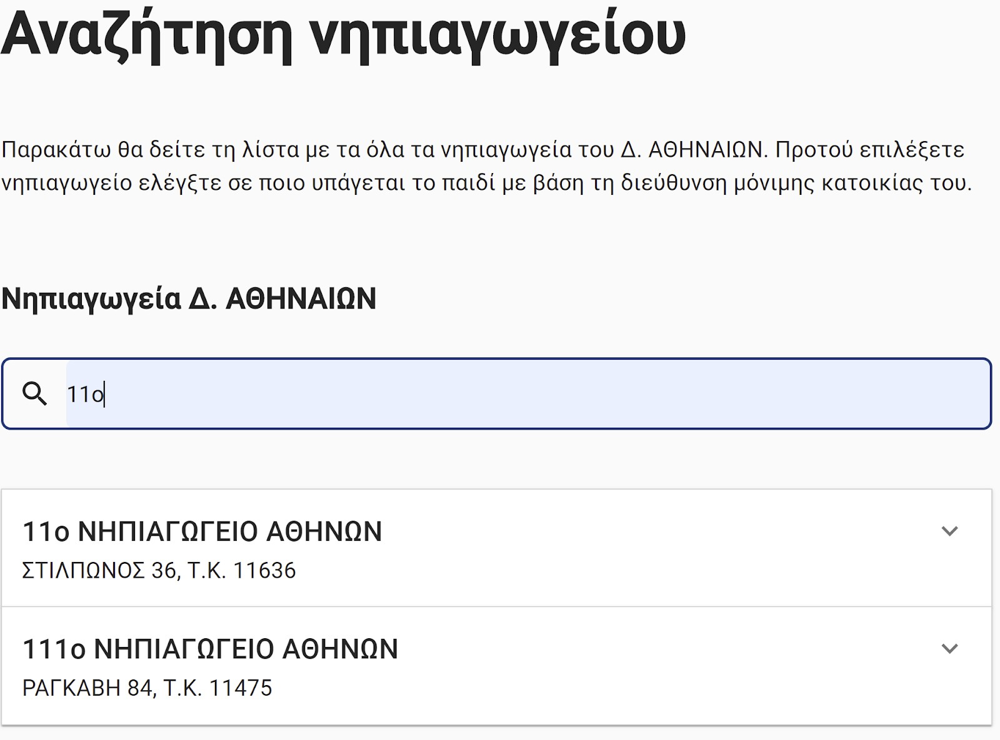 Αναζήτηση νηπιαγωγείου
Παρακάτω θα δείτε τη λίστα με τα όλα τα νηπιαγωγεία του Δ. ΑΘΗΝΑΙΩΝ. Προτού επιλέξετε
νηπιαγωγείο ελέγξτε σε ποιο υπάγεται το παιδί με βάση τη διεύθυνση μόνιμης κατοικίας του.
Νηπιαγωγεία Δ. ΑΘΗΝΑΙΩΝ
11ο
11ο ΝΗΠΙΑΓΩΓΕΙΟ ΑΘΗΝΩΝ
ΣΤΙΛΠΩΝΟΣ 36, Τ.Κ. 11636
111ο ΝΗΠΙΑΓΩΓΕΙΟ ΑΘΗΝΩΝ
ΡΑΓΚΑΒΗ 84, Τ.Κ. 11475